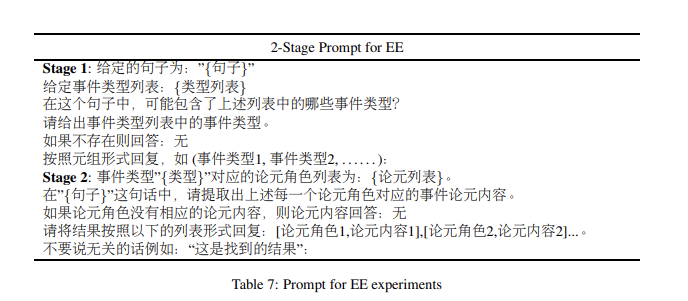 2-Stage Prompt for EE
Stage 1: 给定的句子为：”{句子}”
给定事件类型列表：{类型列表}
在这个句子中，可能包含了上述列表中的哪些事件类型？
请给出事件类型列表中的事件类型。
如果不存在则回答：无
按照元组形式回复，如 (事件类型1, 事件类型2, ……):
Stage 2: 事件类型”{类型}”对应的论元角色列表为：{论元列表}。
在”{句子}”这句话中，请提取出上述每一个论元角色对应的事件论元内容。
如果论元角色没有相应的论元内容，则论元内容回答：无
请将结果按照以下的列表形式回复：[论元角色1,论元内容1],[论元角色2,论元内容2]...。
不要说无关的话例如：“这是找到的结果”:
Table 7: Prompt for EE experiments